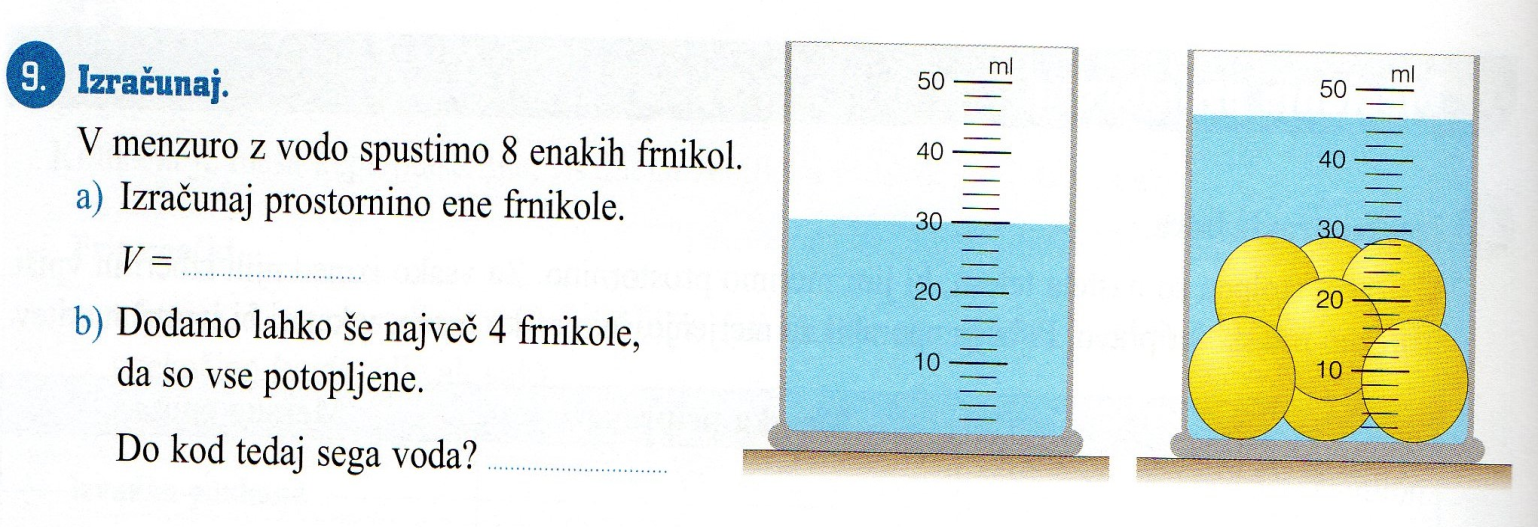 9. Izračunaj.
V menzuro z vodo spustimo 8 enakih frnikol.
a) Izračunaj prostornino ene frnikole.
V = ....................
b) Dodamo lahko še največ 4 frnikole,
da so vse potopljene.
Do kod tedaj sega voda? ....................
ml
50
40
30
20
10
ml
50
40
30
20
10